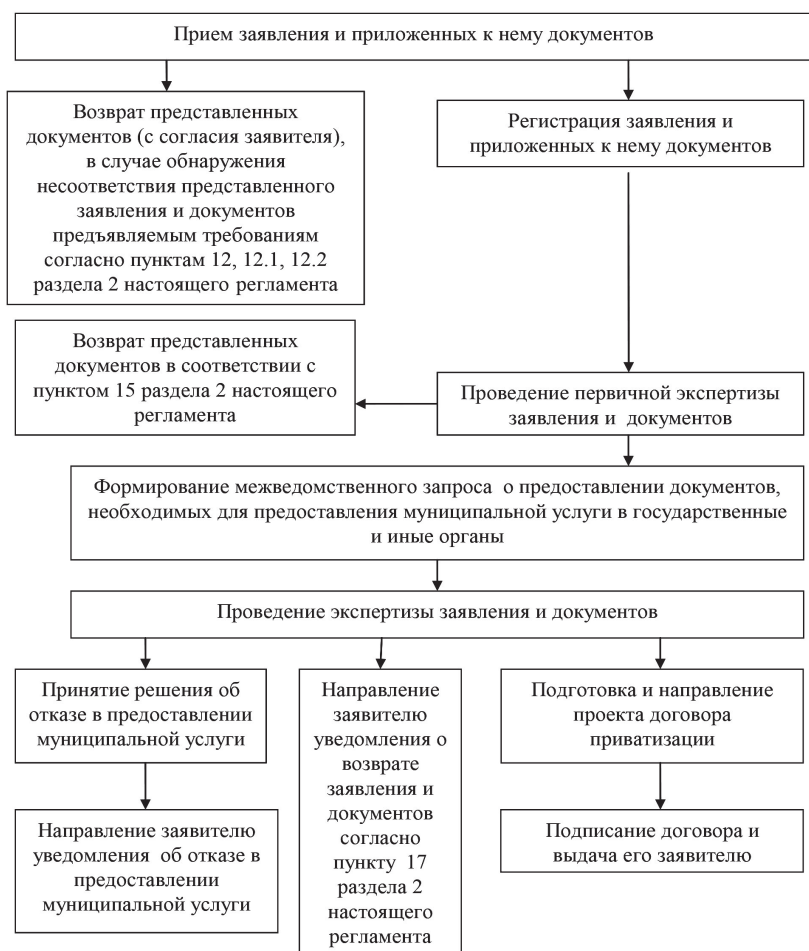 Прием заявления и приложенных к нему документов
Возврат представленных
документов (с согласия заявителя),
в случае обнаружения
несоответствия представленного
заявления и документов
предъявляемым требованиям
согласно пунктам 12, 12.1, 12.2
раздела 2 настоящего регламента
Регистрация заявления и
приложенных к нему документов
Возврат представленных
документов в соответствии с
пунктом 15 раздела 2 настоящего
регламента
Проведение первичной экспертизы
заявления и документов
Формирование межведомственного запроса о предоставлении документов,
необходимых для предоставления муниципальной услуги в государственные
и иные органы
Проведение экспертизы заявления и документов
Принятие решения об
отказе в предоставлении
муниципальной услуги
Направление заявителю
уведомления об отказе в
предоставлении
муниципальной услуги
Направление
заявителю
уведомления о
возврате
заявления и
документов
согласно
пункту 17
раздела 2
настоящего
регламента
Подготовка и направление
проекта договора
приватизации
Подписание договора и
выдача его заявителю